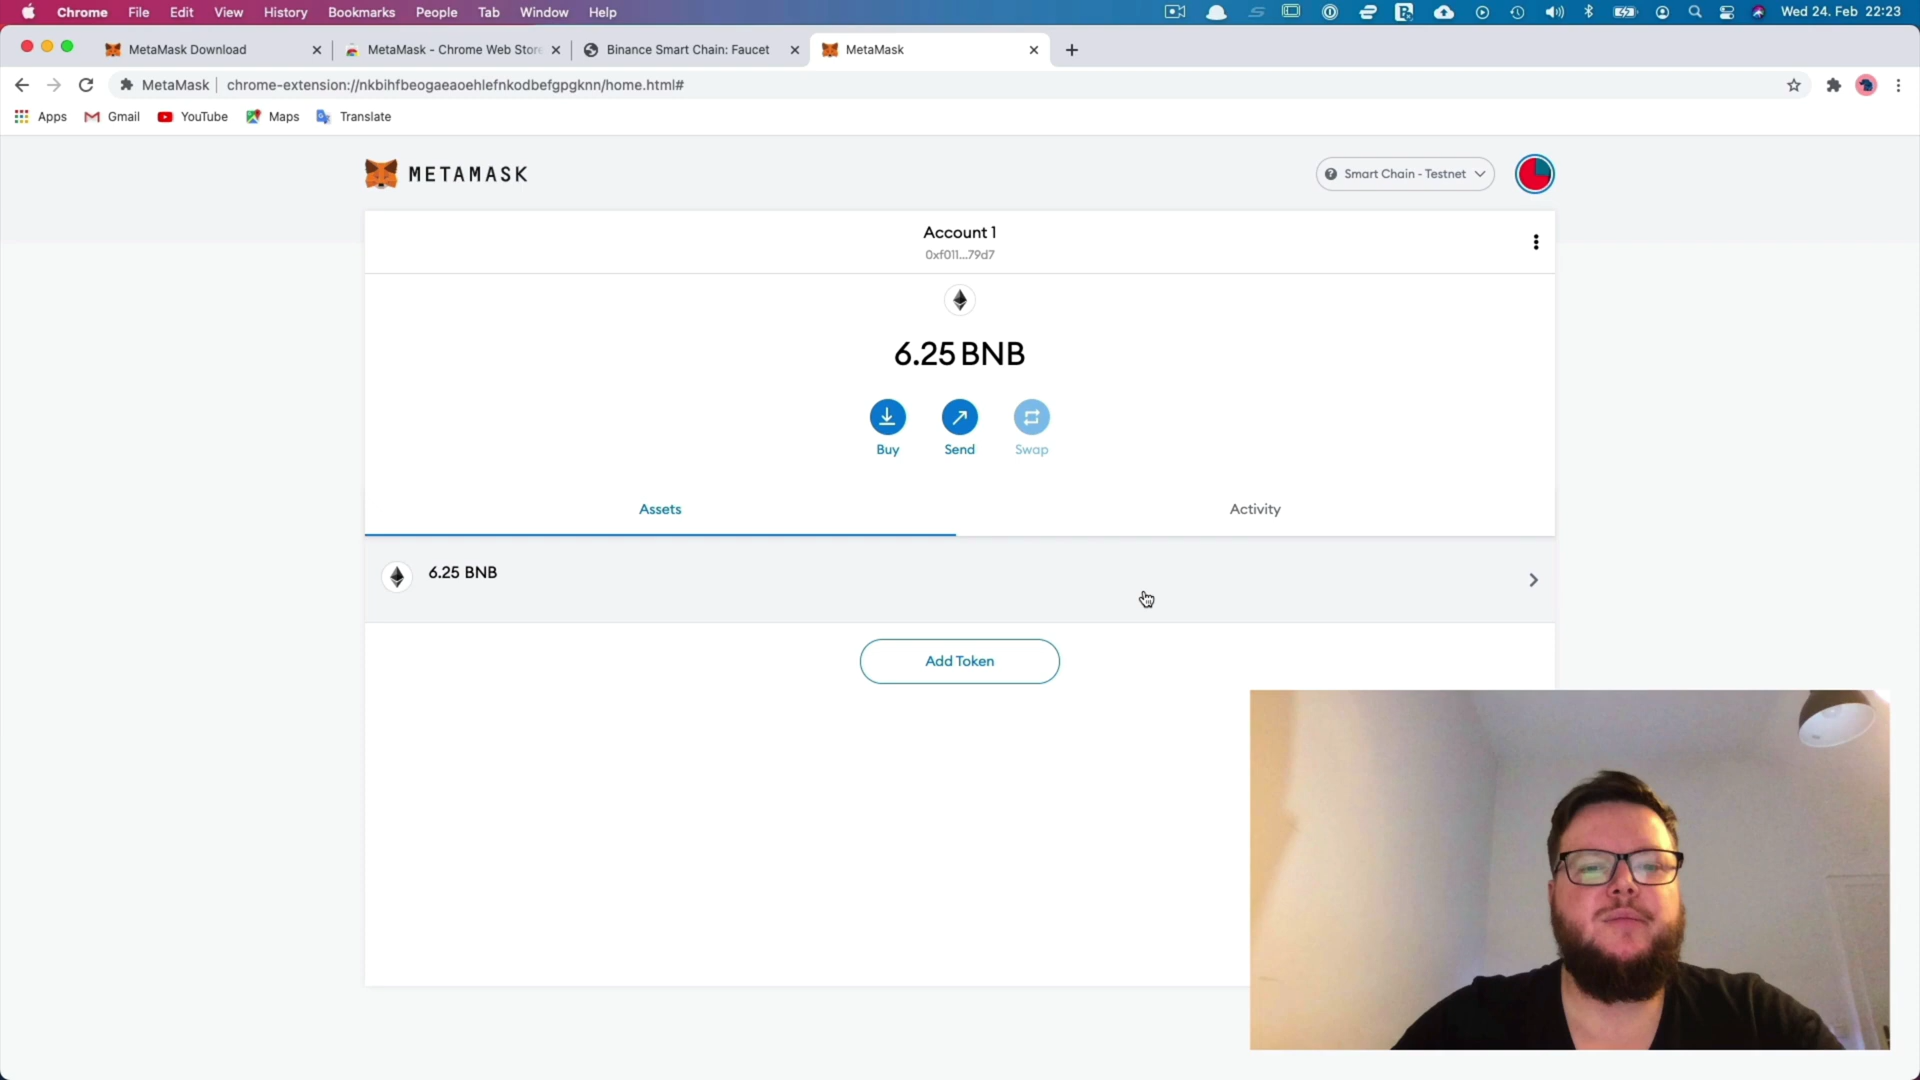 Chrome File Edit View History Bookmarks People Tab Window Help Wed 24. Feb 22:23
MetaMask Download MetaMask - Chrome Web Store Binance Smart Chain: Faucet MetaMask
MetaMask chrome-extension://nkbihfbeogaeaoehlefnkodbefgpgknn/home.html#
Apps Gmail YouTube Maps Translate
METAMASK Smart Chain - Testnet
Account 1
0xf011...79d7
6.25 BNB
Buy Send Swap
Assets Activity
6.25 BNB
Add Token